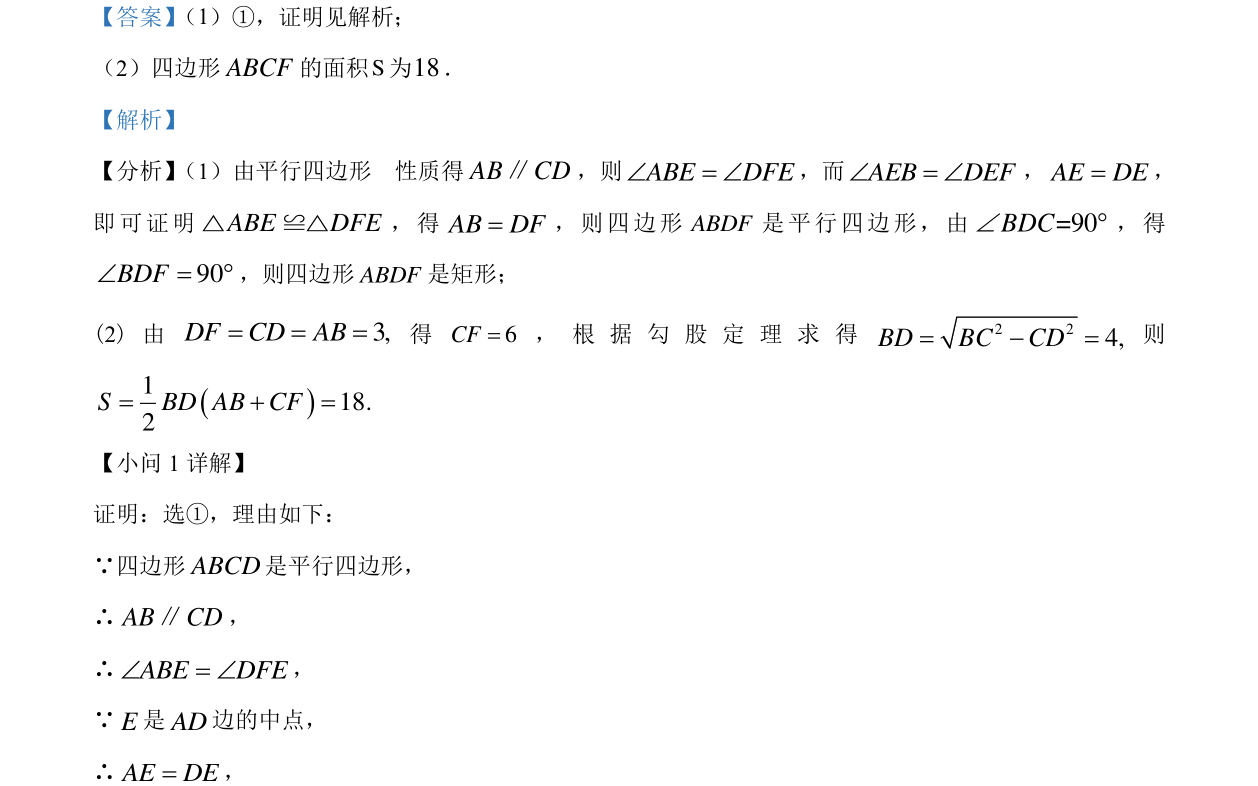 【答案】（1）①，证明见解析；
（2）四边形 ABCF 的面积 S 为18．
【解析】
【分析】（1）由平行四边形 性质得 AB∥CD，则∠ABE=∠DFE，而∠AEB=∠DEF，AE=DE，
即可证明△ABE≌△DFE，得 AB=DF，则四边形 ABDF 是平行四边形，由∠BDC=90°，得
∠BDF=90°，则四边形 ABDF 是矩形；
(2) 由 DF=CD=AB=3, 得 CF=6，根据勾股定理求得 BD=√(BC²−CD²)=4, 则
S=1/2 BD(AB+CF)=18.
【小问 1 详解】
证明：选①，理由如下：
∵四边形 ABCD 是平行四边形，
∴AB∥CD，
∴∠ABE=∠DFE，
∵E 是 AD 边的中点，
∴AE=DE，